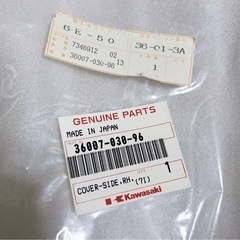 6E-50
36-C1-3A
7346912 02
13
36007-030-96
1
GENUINE PARTS
MADE IN JAPAN
36007-030-96
1
COVER-SIDE,RH,
(71)
Kawasaki